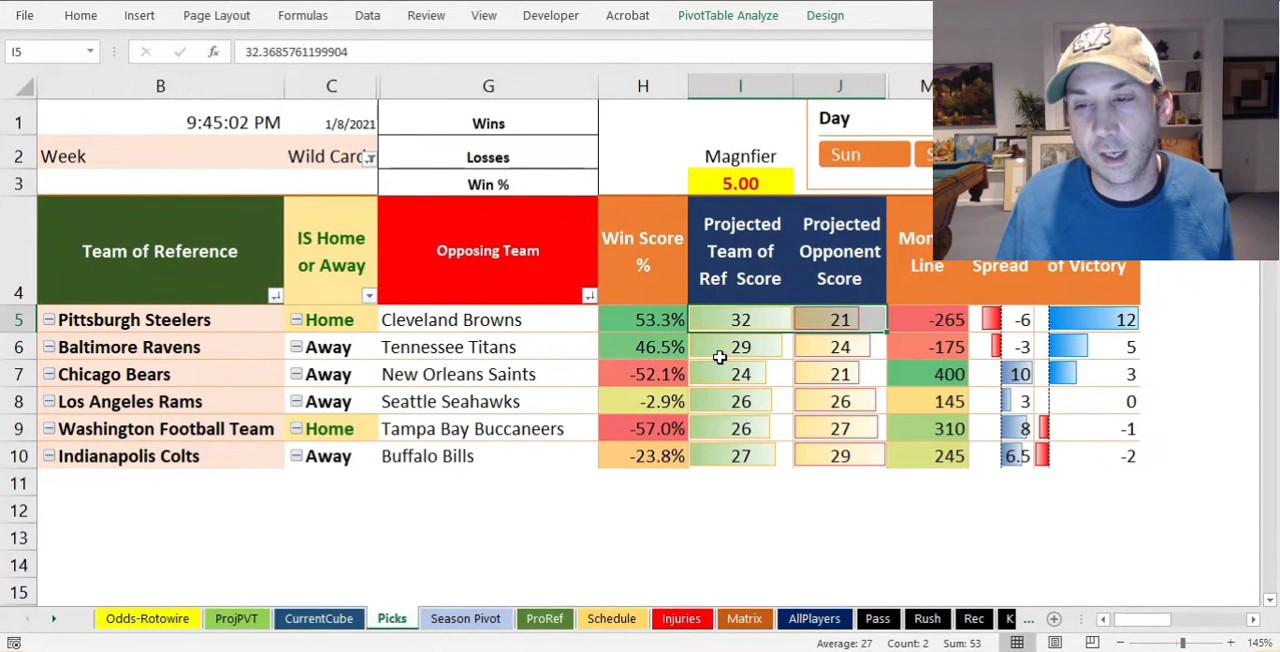 File Home Insert Page Layout Formulas Data Review View Developer Acrobat PivotTable Analyze Design
I5 fx 32.3685761199904
B C G H I J M
1 9:45:02 PM 1/8/2021 Wins Day
2 Week Wild Card Losses Magnfier Sun
3 Win % 5.00
4 Team of Reference IS Home or Away Opposing Team Win Score % Projected Team of Ref Score Projected Opponent Score Line Spread of Victory
5 Pittsburgh Steelers Home Cleveland Browns 53.3% 32 21 -265 -6 12
6 Baltimore Ravens Away Tennessee Titans 46.5% 29 24 -175 -3 5
7 Chicago Bears Away New Orleans Saints -52.1% 24 21 400 10 3
8 Los Angeles Rams Away Seattle Seahawks -2.9% 26 26 145 3 0
9 Washington Football Team Home Tampa Bay Buccaneers -57.0% 26 27 310 8 -1
10 Indianapolis Colts Away Buffalo Bills -23.8% 27 29 245 6.5 -2
11
12
13
14
15
Odds-Rotowire ProjPVT CurrentCube Picks Season Pivot ProRef Schedule Injuries Matrix AllPlayers Pass Rush Rec K ...
Average: 27 Count: 2 Sum: 53 145%